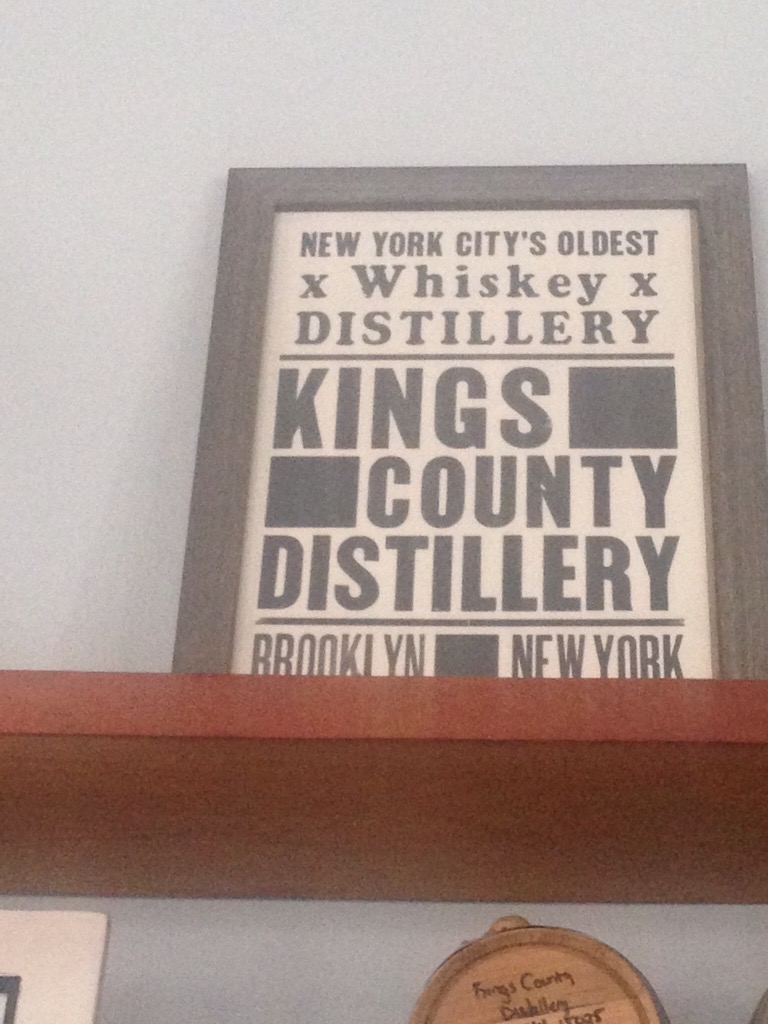 NEW YORK CITY'S OLDEST
x Whiskey x
DISTILLERY
KINGS
COUNTY
DISTILLERY
BROOKLYN NEW YORK
Kings County
Distillery